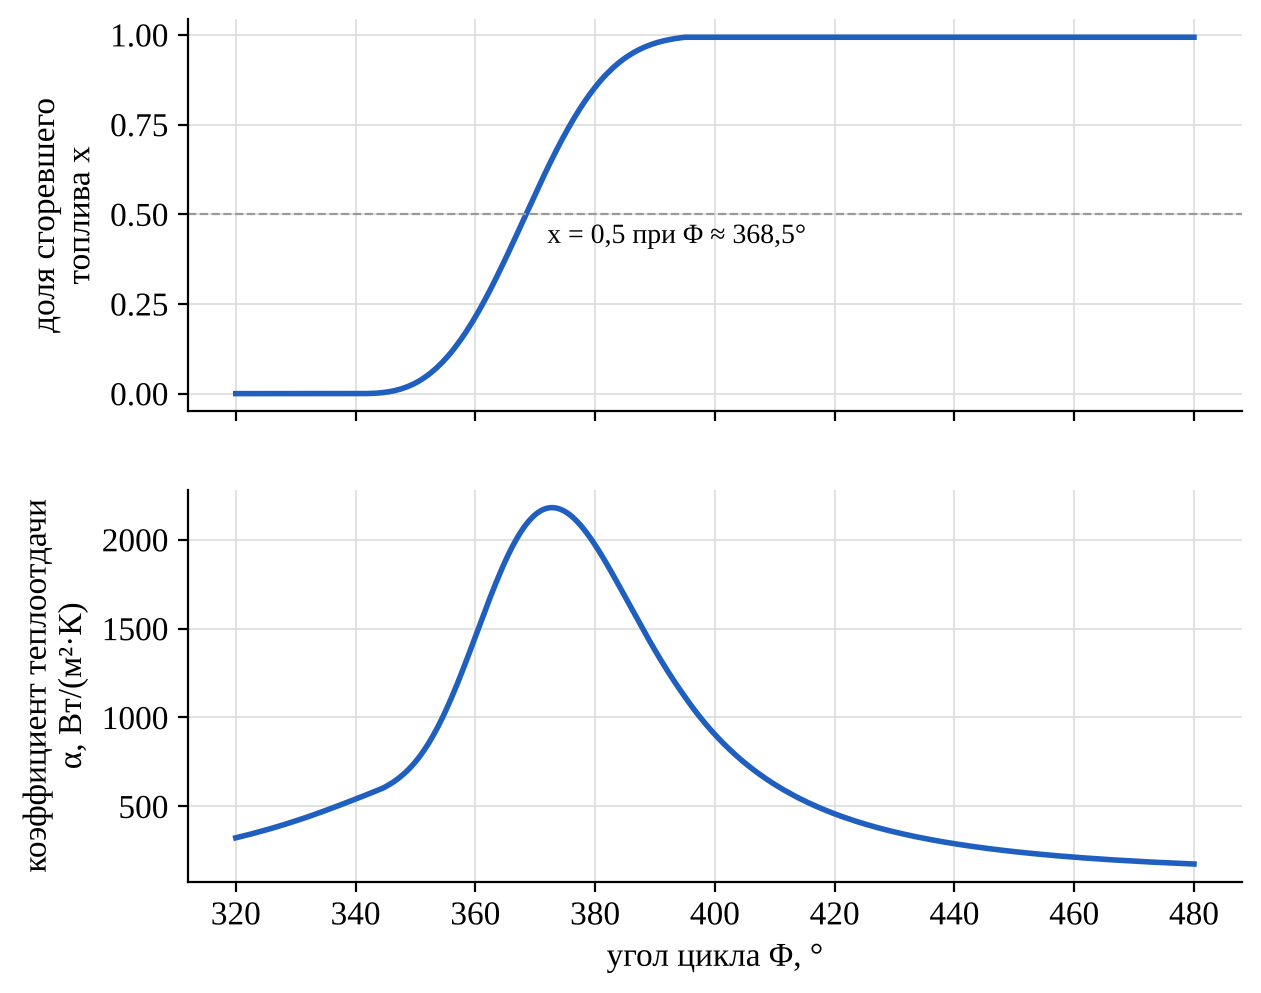 доля сгоревшего
топлива x
1.00
0.75
0.50
0.25
0.00
x = 0,5 при Φ ≈ 368,5°
коэффициент теплоотдачи
α, Вт/(м²·К)
2000
1500
1000
500
320 340 360 380 400 420 440 460 480
угол цикла Φ, °